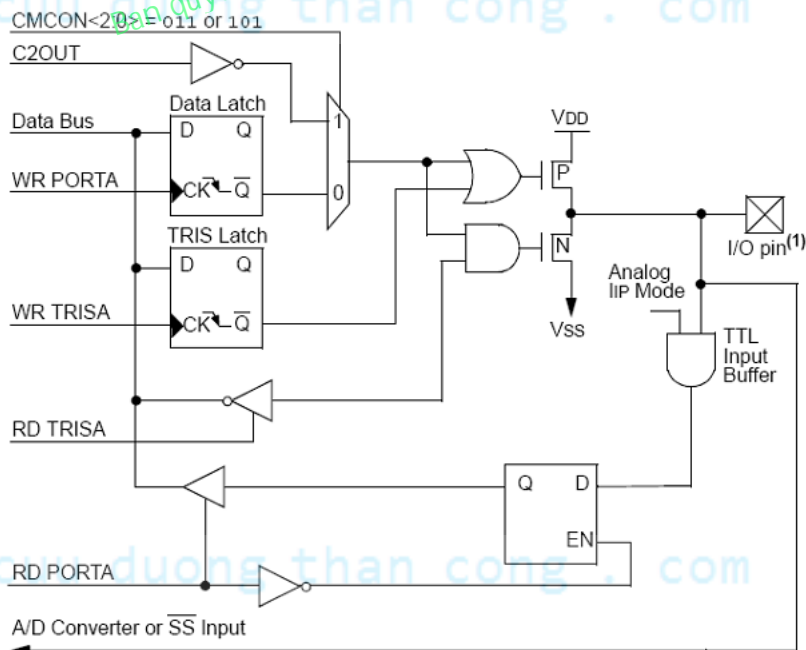 CMCON<2:0> = 011 or 101
Ban quy
C2OUT
Data Latch
VDD
Data Bus
D Q
1
P
WR PORTA
CK Q̅
0
I/O pin(1)
TRIS Latch
N
D Q
Analog
IIP Mode
WR TRISA
CK Q̅
VSS
TTL
Input
Buffer
RD TRISA
Q D
EN
RD PORTA
cuu duong than cong . com
A/D Converter or S̅S̅ Input